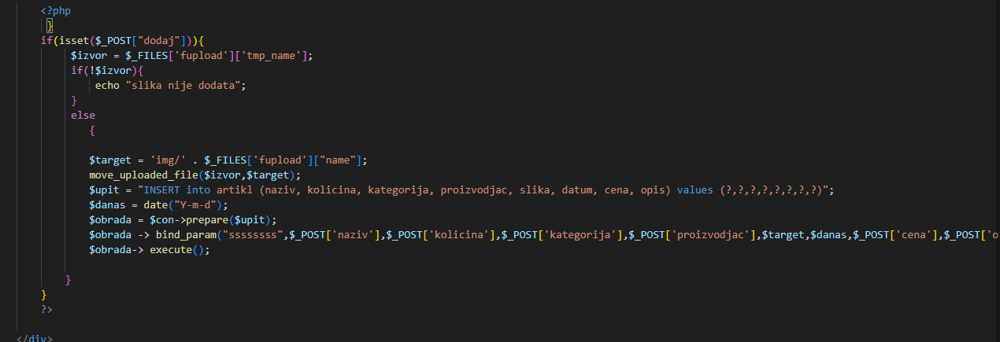 <?php
}
if(isset($_POST["dodaj"])){
$izvor = $_FILES['fupload']['tmp_name'];
if(!$izvor){
echo "slika nije dodata";
}
else
{
$target = 'img/' . $_FILES['fupload']["name"];
move_uploaded_file($izvor,$target);
$upit = "INSERT into artikl (naziv, kolicina, kategorija, proizvodjac, slika, datum, cena, opis) values (?,?,?,?,?,?,?,?)";
$danas = date("Y-m-d");
$obrada = $con->prepare($upit);
$obrada -> bind_param("ssssssss",$_POST['naziv'],$_POST['kolicina'],$_POST['kategorija'],$_POST['proizvodjac'],$target,$danas,$_POST['cena'],$_POST['o
$obrada-> execute();
}
}
?>
</div>